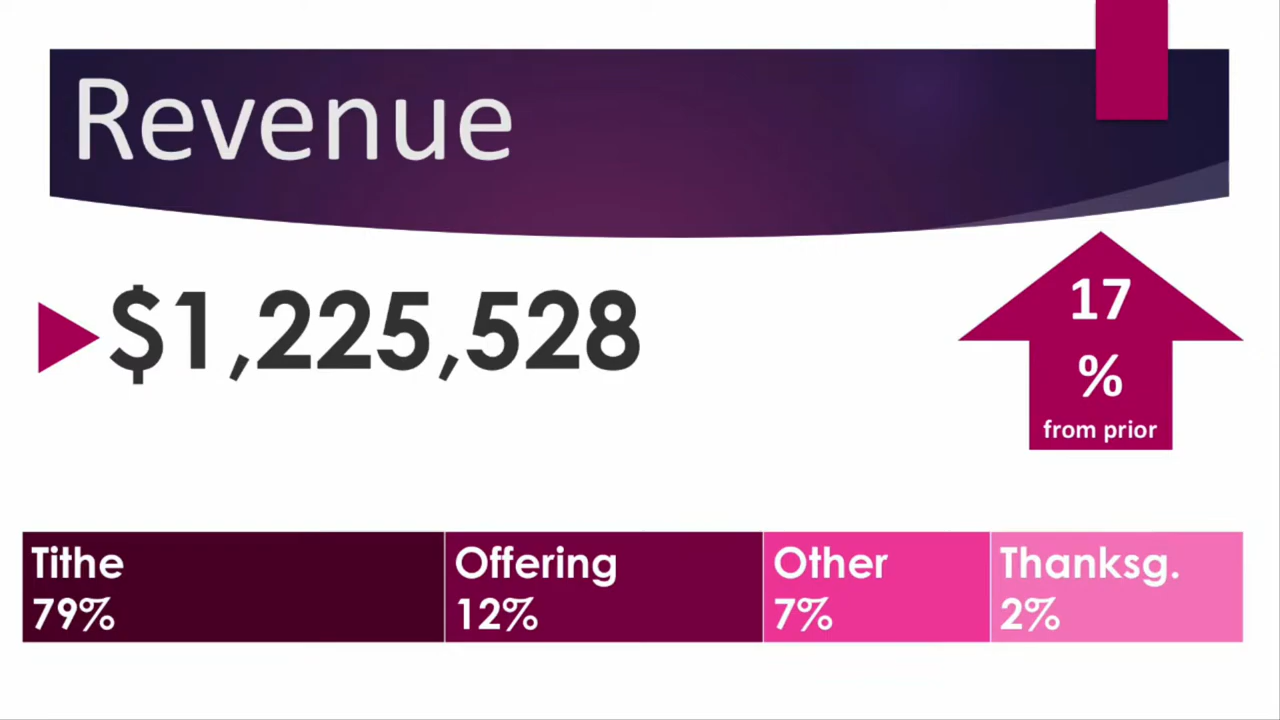 Revenue
$1,225,528
17
%
from prior
Tithe
79%
Offering
12%
Other
7%
Thanksg.
2%